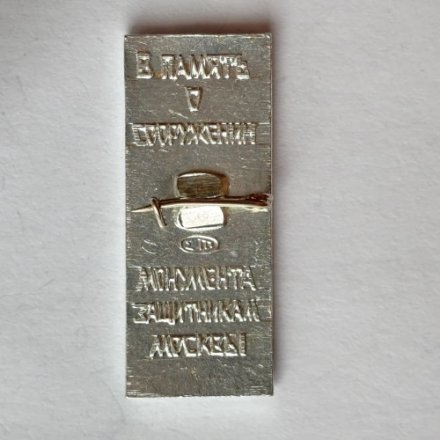 В ПАМЯТЬ
О
СООРУЖЕНИИ
МОНУМЕНТА
ЗАЩИТНИКАМ
МОСКВЫ